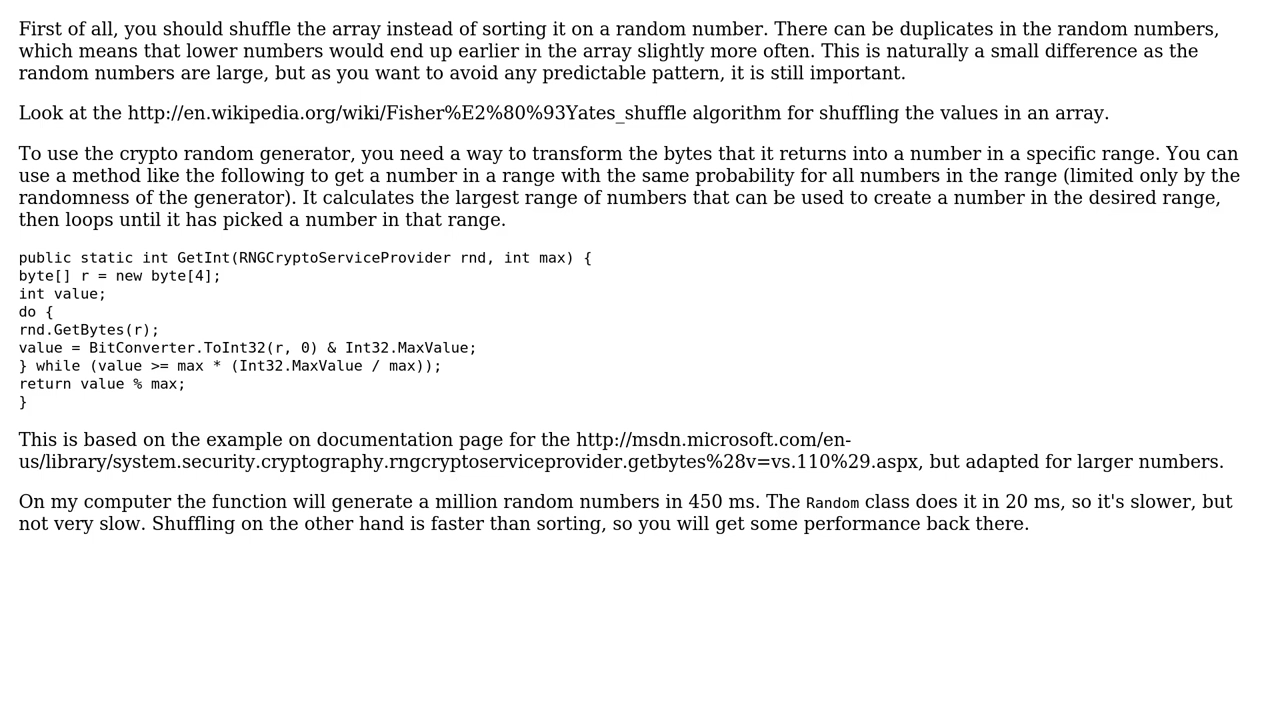 First of all, you should shuffle the array instead of sorting it on a random number. There can be duplicates in the random numbers,
which means that lower numbers would end up earlier in the array slightly more often. This is naturally a small difference as the
random numbers are large, but as you want to avoid any predictable pattern, it is still important.
Look at the http://en.wikipedia.org/wiki/Fisher%E2%80%93Yates_shuffle algorithm for shuffling the values in an array.
To use the crypto random generator, you need a way to transform the bytes that it returns into a number in a specific range. You can
use a method like the following to get a number in a range with the same probability for all numbers in the range (limited only by the
randomness of the generator). It calculates the largest range of numbers that can be used to create a number in the desired range,
then loops until it has picked a number in that range.
public static int GetInt(RNGCryptoServiceProvider rnd, int max) {
byte[] r = new byte[4];
int value;
do {
rnd.GetBytes(r);
value = BitConverter.ToInt32(r, 0) & Int32.MaxValue;
} while (value >= max * (Int32.MaxValue / max));
return value % max;
}
This is based on the example on documentation page for the http://msdn.microsoft.com/en-
us/library/system.security.cryptography.rngcryptoserviceprovider.getbytes%28v=vs.110%29.aspx, but adapted for larger numbers.
On my computer the function will generate a million random numbers in 450 ms. The Random class does it in 20 ms, so it's slower, but
not very slow. Shuffling on the other hand is faster than sorting, so you will get some performance back there.